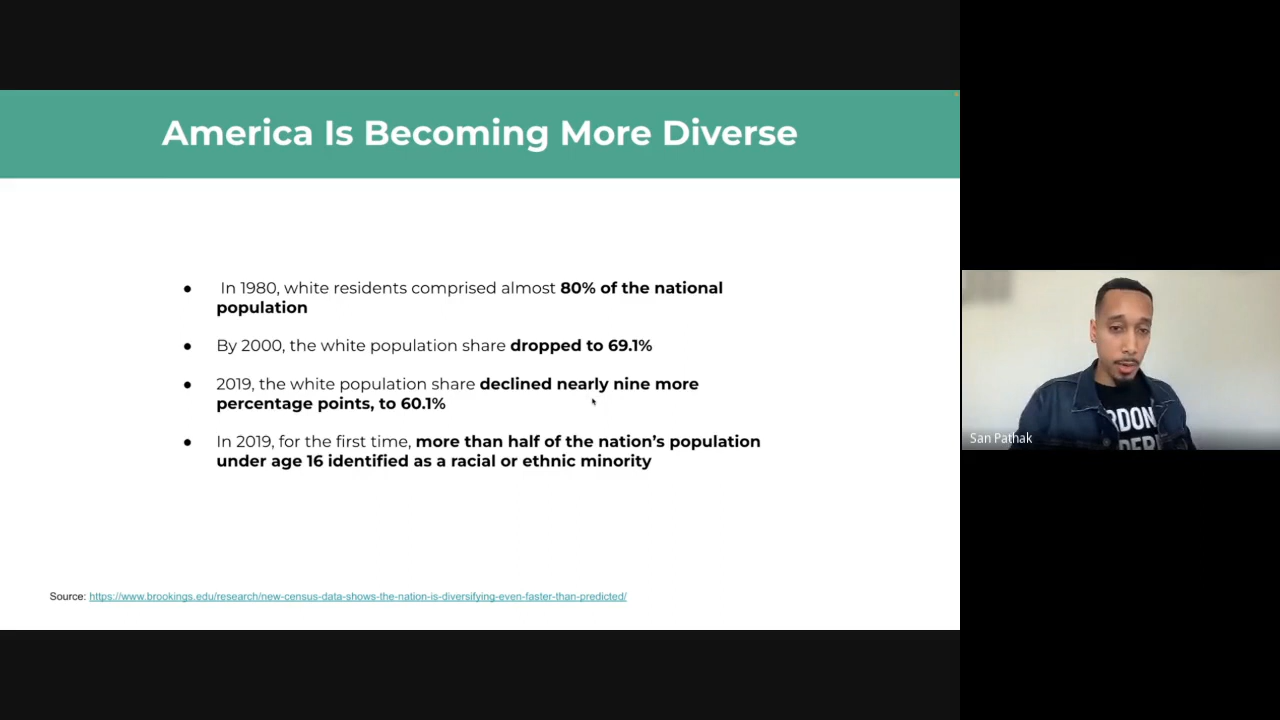 America Is Becoming More Diverse
● In 1980, white residents comprised almost 80% of the national
population
● By 2000, the white population share dropped to 69.1%
● 2019, the white population share declined nearly nine more
percentage points, to 60.1%
● In 2019, for the first time, more than half of the nation’s population
under age 16 identified as a racial or ethnic minority
Source: https://www.brookings.edu/research/new-census-data-shows-the-nation-is-diversifying-even-faster-than-predicted/
San Pathak